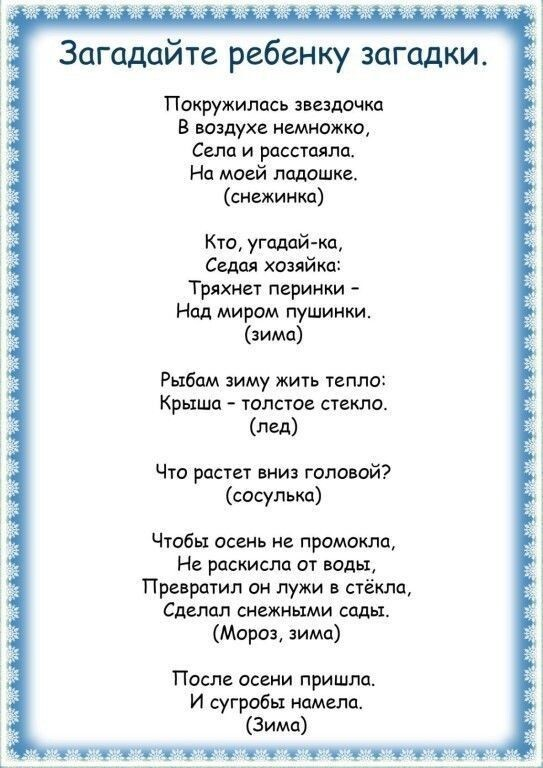 Загадайте ребенку загадки.
Покружилась звездочка
В воздухе немножко,
Села и расстаяла.
На моей ладошке.
(снежинка)
Кто, угадай-ка,
Седая хозяйка:
Тряхнет перинки –
Над миром пушинки.
(зима)
Рыбам зиму жить тепло:
Крыша – толстое стекло.
(лед)
Что растет вниз головой?
(сосулька)
Чтобы осень не промокла,
Не раскисла от воды,
Превратил он лужи в стёкла,
Сделал снежными сады.
(Мороз, зима)
После осени пришла.
И сугробы намела.
(Зима)